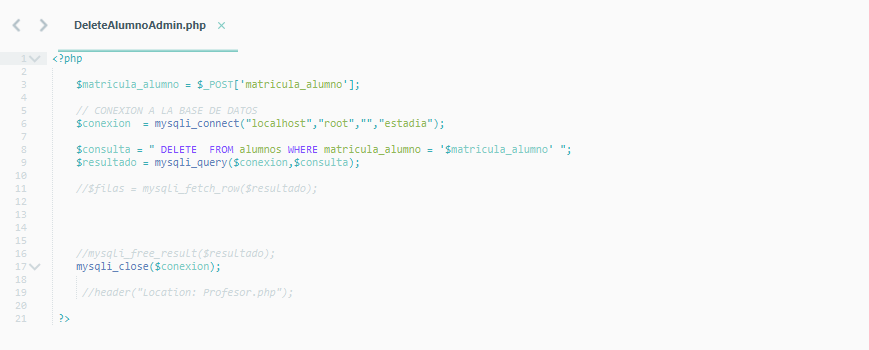 DeleteAlumnoAdmin.php ×
1 <?php
2
3 $matricula_alumno = $_POST['matricula_alumno'];
4
5 // CONEXION A LA BASE DE DATOS
6 $conexion  = mysqli_connect("localhost","root","","estadia");
7
8 $consulta = " DELETE  FROM alumnos WHERE matricula_alumno = '$matricula_alumno' ";
9 $resultado = mysqli_query($conexion,$consulta);
10
11 //$filas = mysqli_fetch_row($resultado);
12
13
14
15
16 //mysqli_free_result($resultado);
17 mysqli_close($conexion);
18
19 //header("Location: Profesor.php");
20
21 ?>